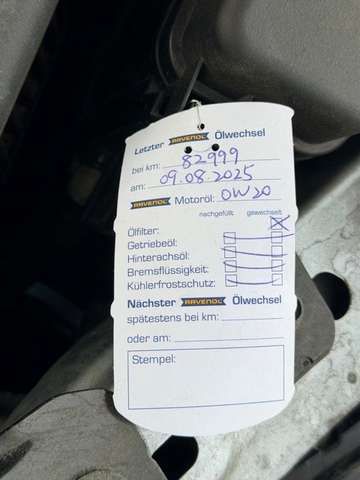 Letzter RAVENOL Ölwechsel
bei km: 82999
am: 09.08.2025
RAVENOL Motoröl: 0W20
nachgefüllt gewechselt
Ölfilter:
Getriebeöl:
Hinterachsöl:
Bremsflüssigkeit:
Kühlerfrostschutz:
Nächster RAVENOL Ölwechsel
spätestens bei km:
oder am:
Stempel: